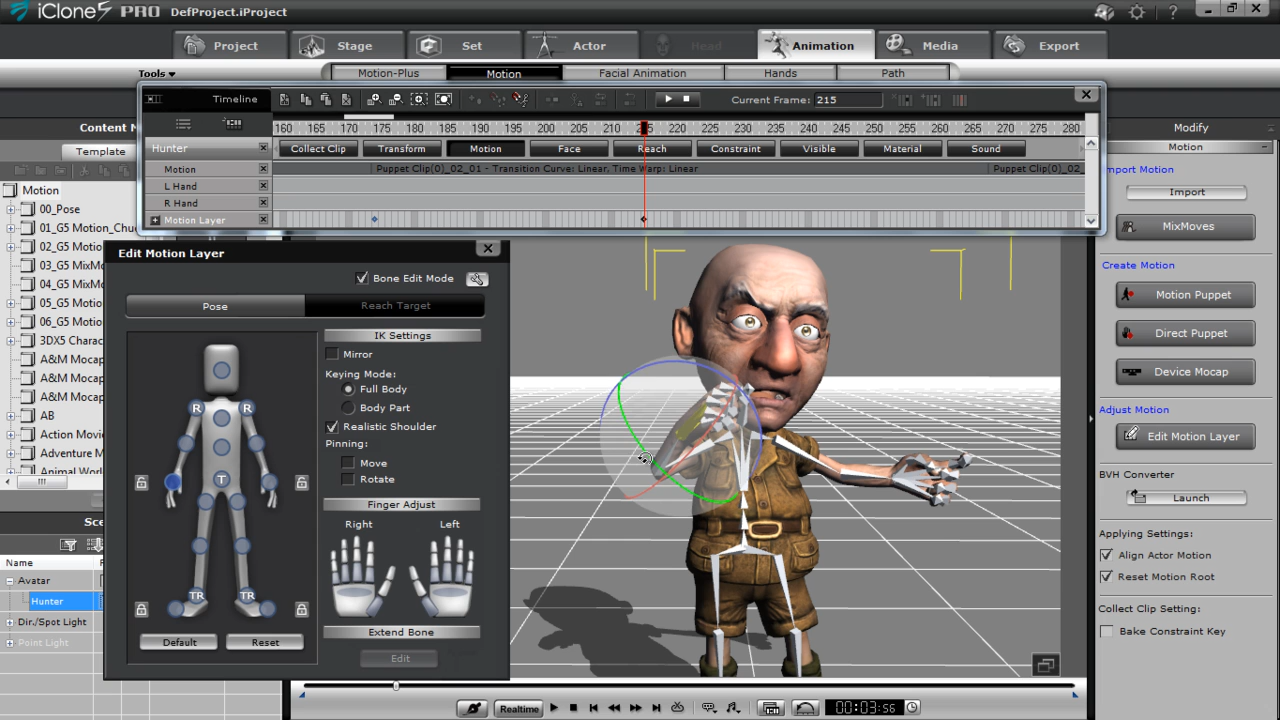 iClone5 PRO DefProject.iProject
Project Stage Set Actor Head Animation Media Export
Tools Motion-Plus Motion Facial Animation Hands Path
Timeline Current Frame: 215
Content M
Template
Motion
00_Pose
01_G5 Motion_Chu
02_G5 Motio
03_G5 MixMo
04_G5 MixMo
05_G5 Motio
06_G5 Motio
3DX5 Charac
A&M Mocap
A&M Mocap
A&M Mocap
AB
Action Movi
Adventure M
Animal World
160 165 170 175 180 185 190 195 200 205 210 215 220 225 230 235 240 245 250 255 260 265 270 275 280
Hunter Collect Clip Transform Motion Face Reach Constraint Visible Material Sound
Motion Puppet Clip(0)_02_01 - Transition Curve: Linear, Time Warp: Linear Puppet Clip(0)_02_
L Hand
R Hand
Motion Layer
Edit Motion Layer
Bone Edit Mode
Pose Reach Target
IK Settings
Mirror
Keying Mode:
Full Body
Body Part
Realistic Shoulder
Pinning:
Move
Rotate
Finger Adjust
Right Left
Extend Bone
Edit
R R
T
TR TR
Default Reset
Sce
Name
Avatar
Hunter
Dir./Spot Light
Point Light
Modify
Motion
mport Motion
Import
MixMoves
Create Motion
Motion Puppet
Direct Puppet
Device Mocap
Adjust Motion
Edit Motion Layer
BVH Converter
Launch
Applying Settings:
Align Actor Motion
Reset Motion Root
Collect Clip Setting:
Bake Constraint Key
Realtime 00:03:56